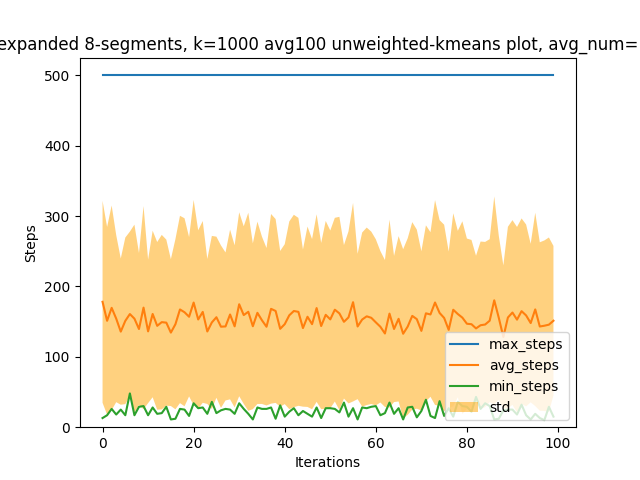 expanded 8-segments, k=1000 avg100 unweighted-kmeans plot, avg_num=
500
400
300
200
100
0
Steps
0 20 40 60 80 100
Iterations
max_steps
avg_steps
min_steps
std